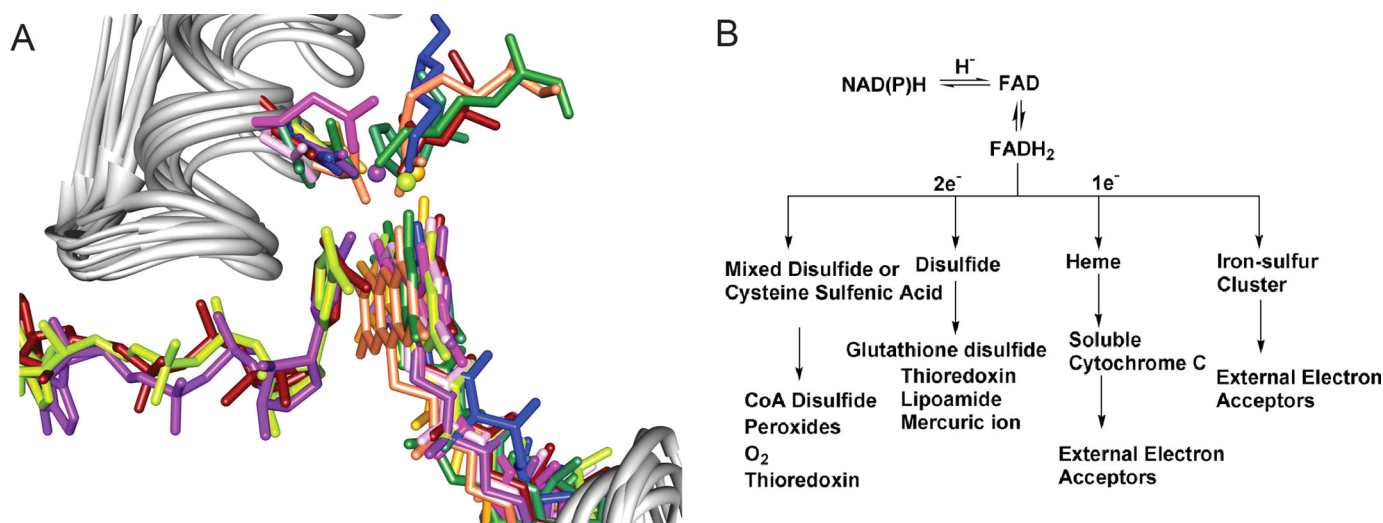 A
B
H⁻
NAD(P)H
FAD
FADH₂
2e⁻
1e⁻
Mixed Disulfide or
Cysteine Sulfenic Acid
Disulfide
Heme
Iron-sulfur
Cluster
CoA Disulfide
Peroxides
O₂
Thioredoxin
Glutathione disulfide
Thioredoxin
Lipoamide
Mercuric ion
Soluble
Cytochrome C
External Electron
Acceptors
External Electron
Acceptors